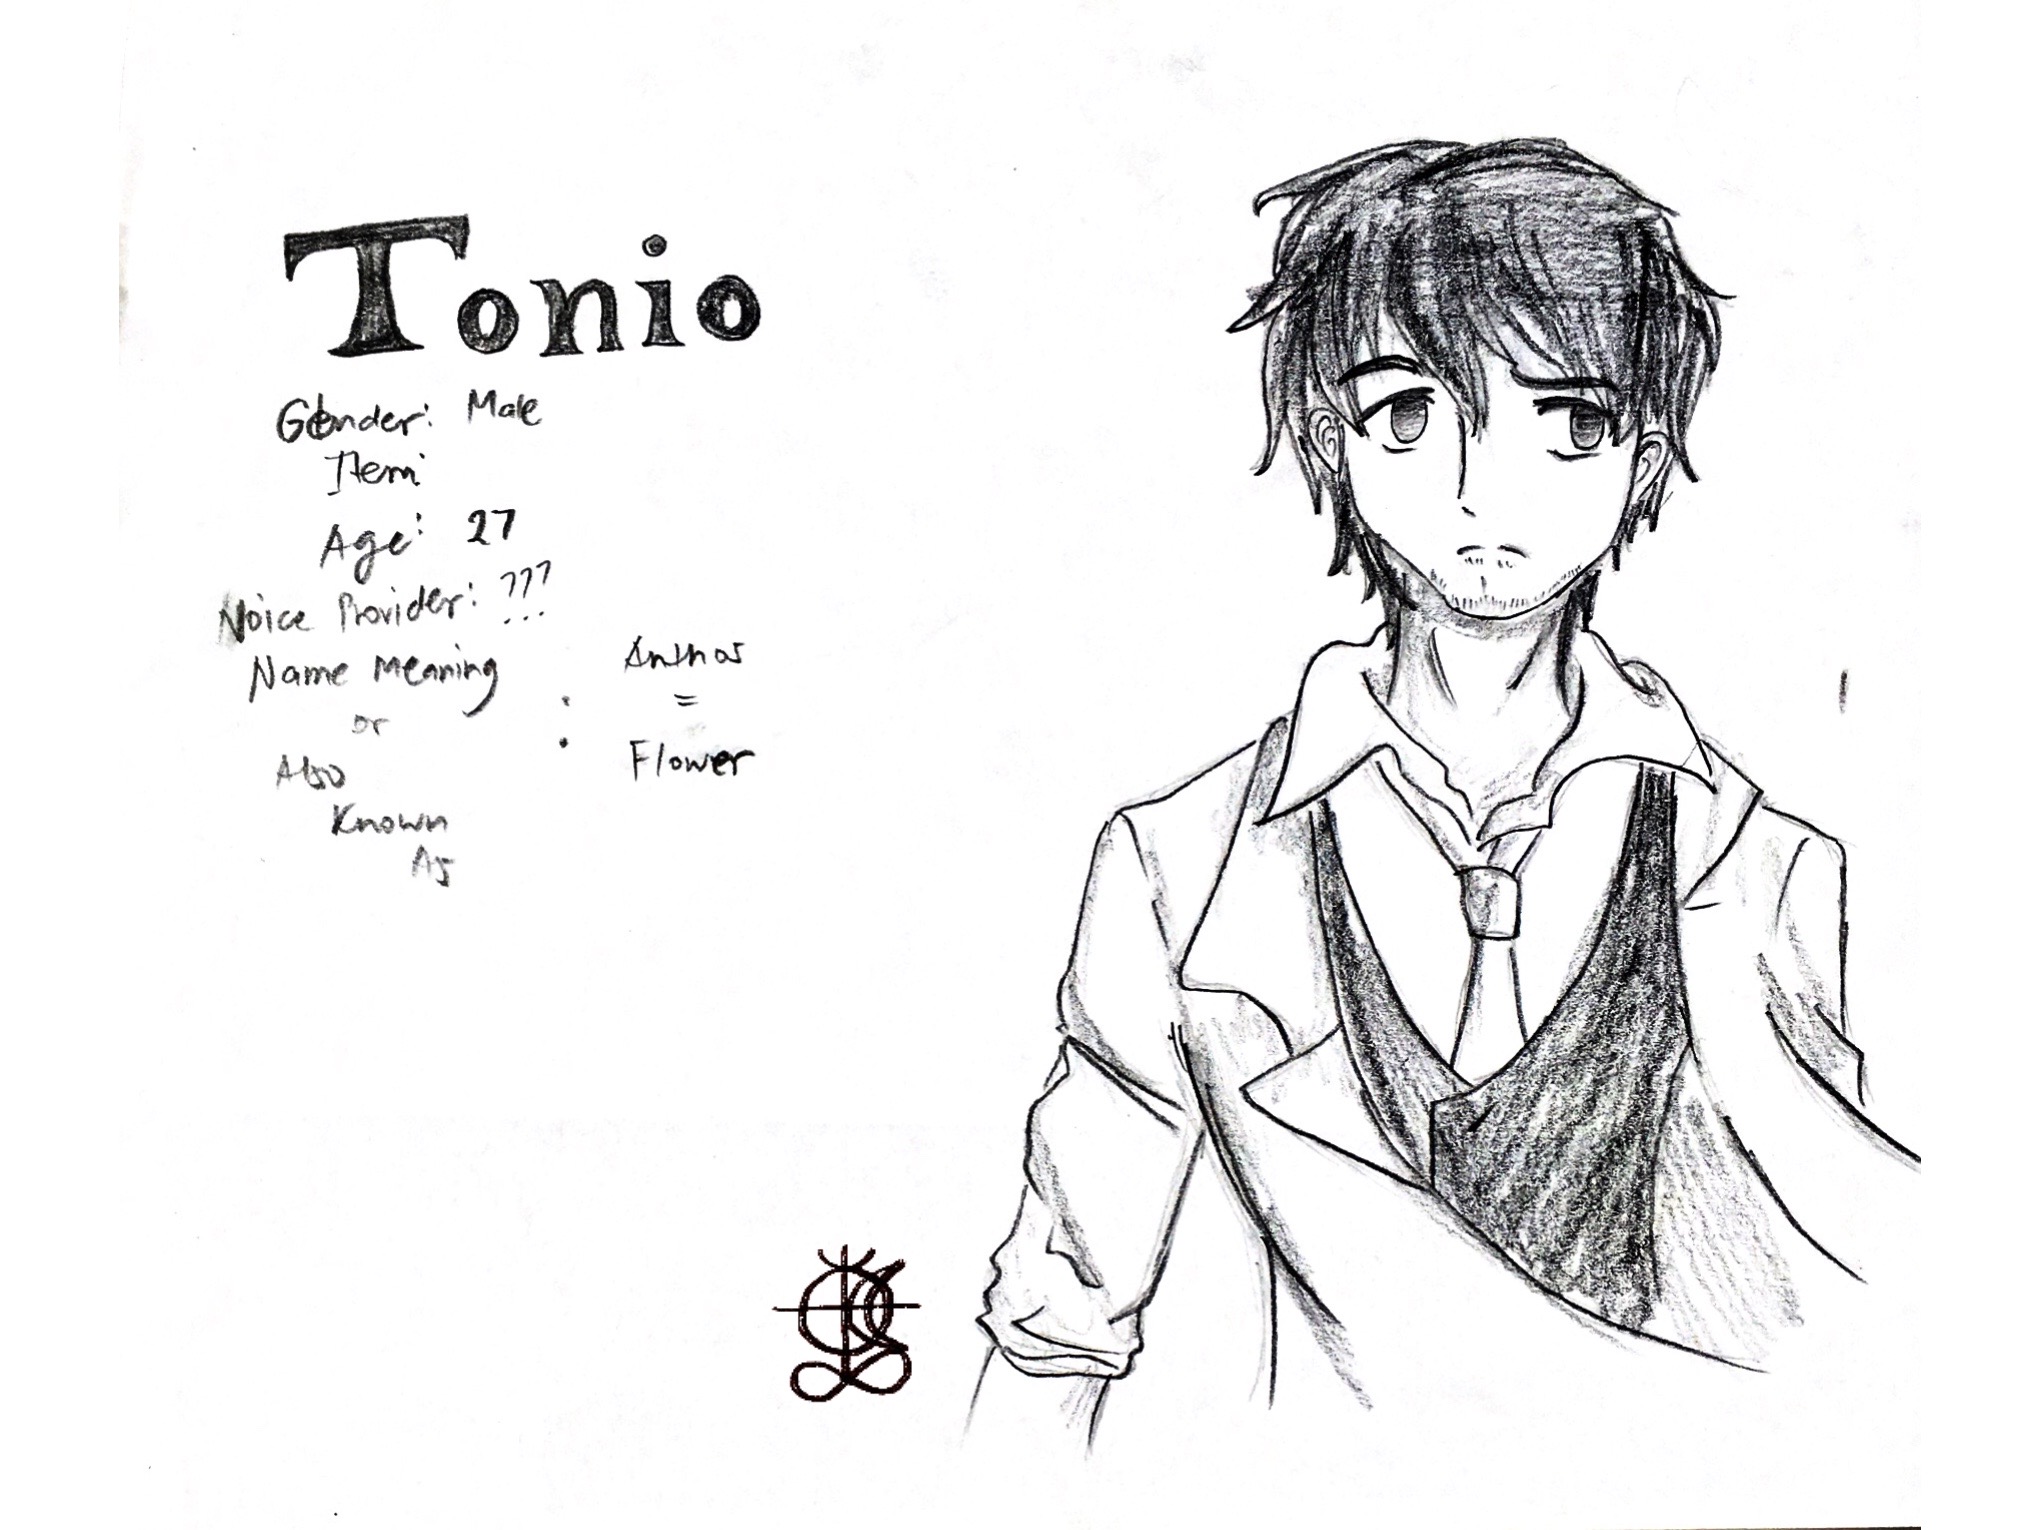 Tonio
Gender: Male
Item:
Age: 27
Voice Provider: ???
Name Meaning
or
Also
Known
As
:
Anthos
=
Flower